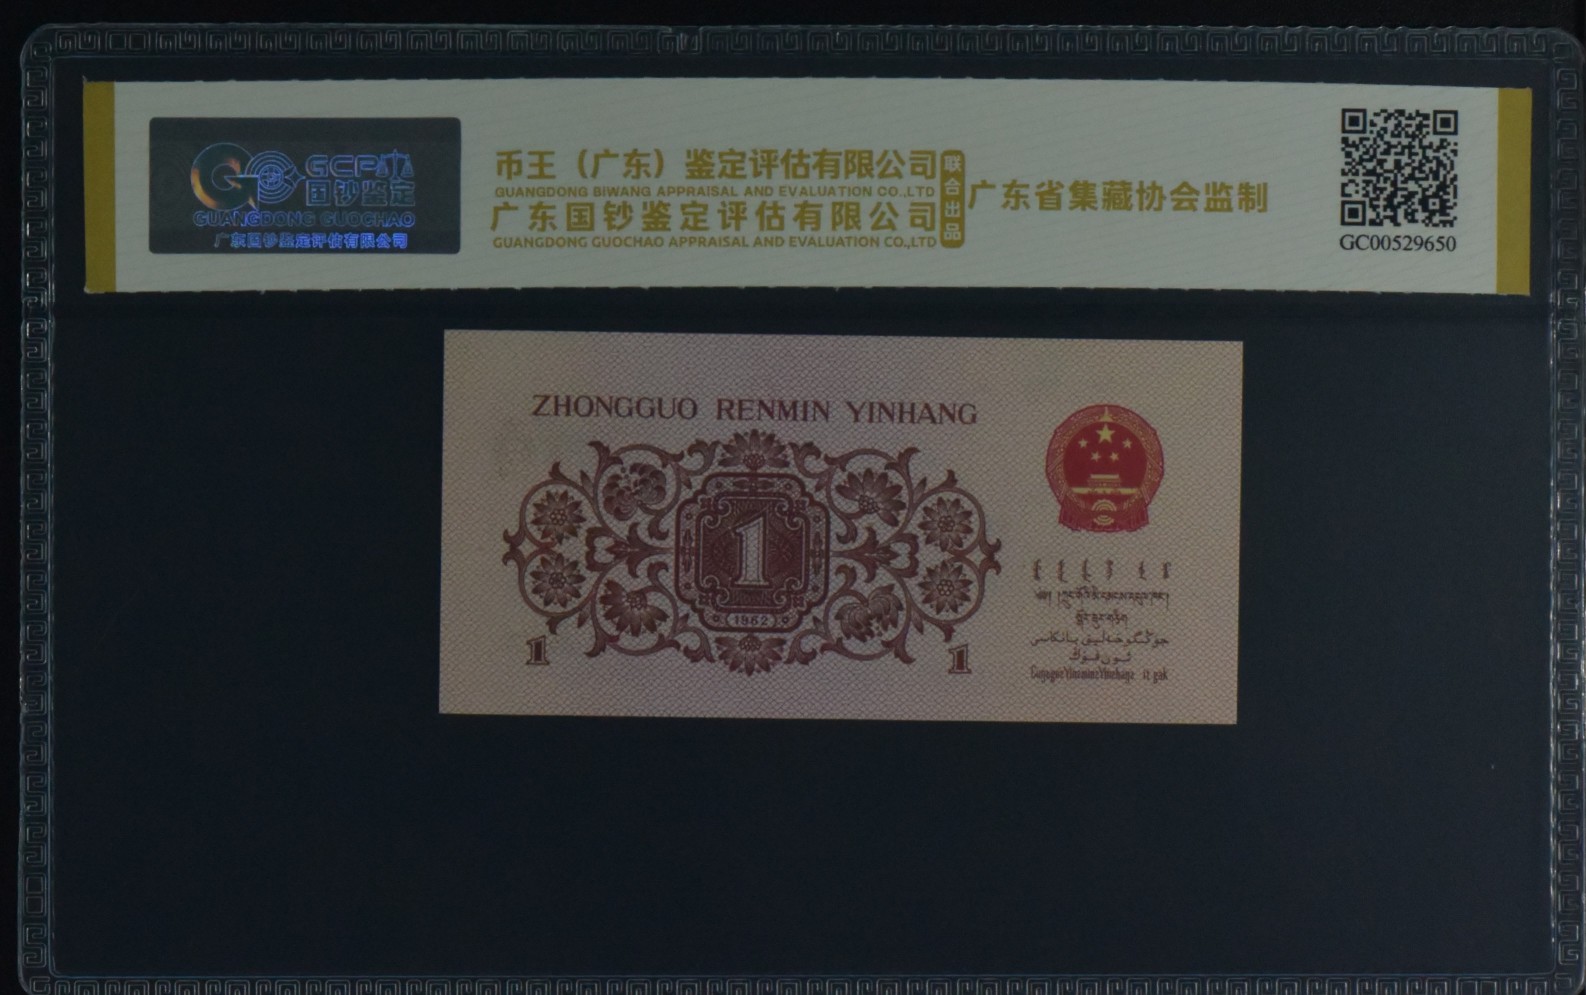 GCP
国钞鉴定
GUANGDONG GUOCHAO
广东国钞鉴定评估有限公司
币王（广东）鉴定评估有限公司
GUANGDONG BIWANG APPRAISAL AND EVALUATION CO.,LTD
广东国钞鉴定评估有限公司
GUANGDONG GUOCHAO APPRAISAL AND EVALUATION CO.,LTD
联合出品
广东省集藏协会监制
GC00529650
ZHONGGUO RENMIN YINHANG
1
1962
1
1